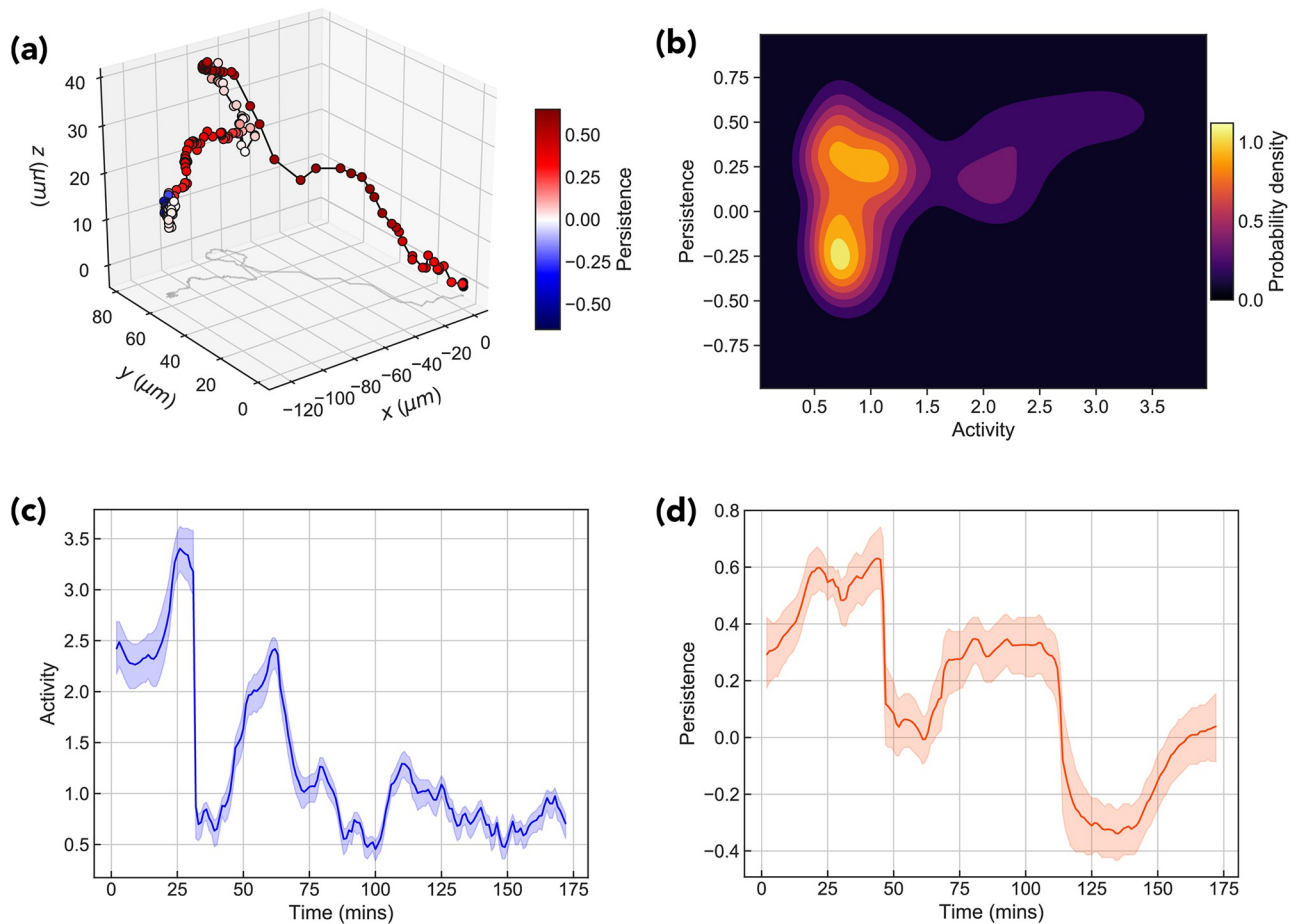 (a)
40
30
20
10
0
z (μm)
80
60
40
20
0
y (μm)
−120
−100
−80
−60
−40
−20
0
x (μm)
0.50
0.25
0.00
−0.25
−0.50
Persistence
(b)
0.75
0.50
0.25
0.00
−0.25
−0.50
−0.75
Persistence
0.5 1.0 1.5 2.0 2.5 3.0 3.5
Activity
1.0
0.5
0.0
Probability density
(c)
3.5
3.0
2.5
2.0
1.5
1.0
0.5
Activity
0 25 50 75 100 125 150 175
Time (mins)
(d)
0.8
0.6
0.4
0.2
0.0
−0.2
−0.4
Persistence
0 25 50 75 100 125 150 175
Time (mins)